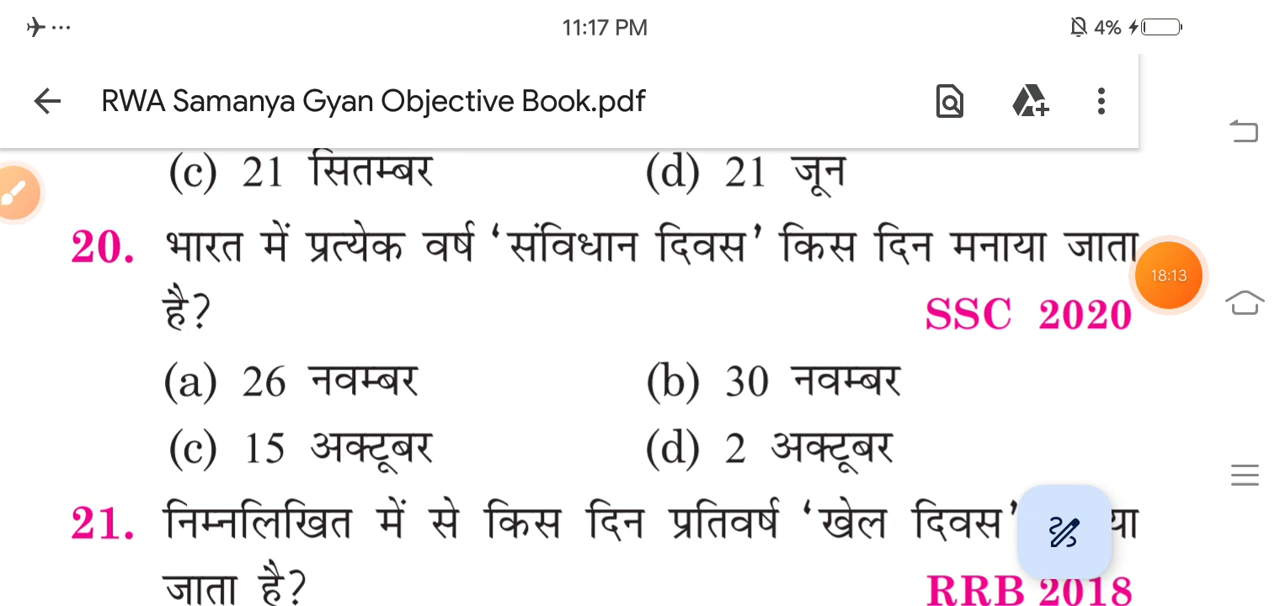 11:17 PM
4%
RWA Samanya Gyan Objective Book.pdf
(c) 21 सितम्बर (d) 21 जून
20. भारत में प्रत्येक वर्ष ‘संविधान दिवस’ किस दिन मनाया जाता
18:13
है? SSC 2020
(a) 26 नवम्बर (b) 30 नवम्बर
(c) 15 अक्टूबर (d) 2 अक्टूबर
21. निम्नलिखित में से किस दिन प्रतिवर्ष ‘खेल दिवस’
जाता है? RRB 2018